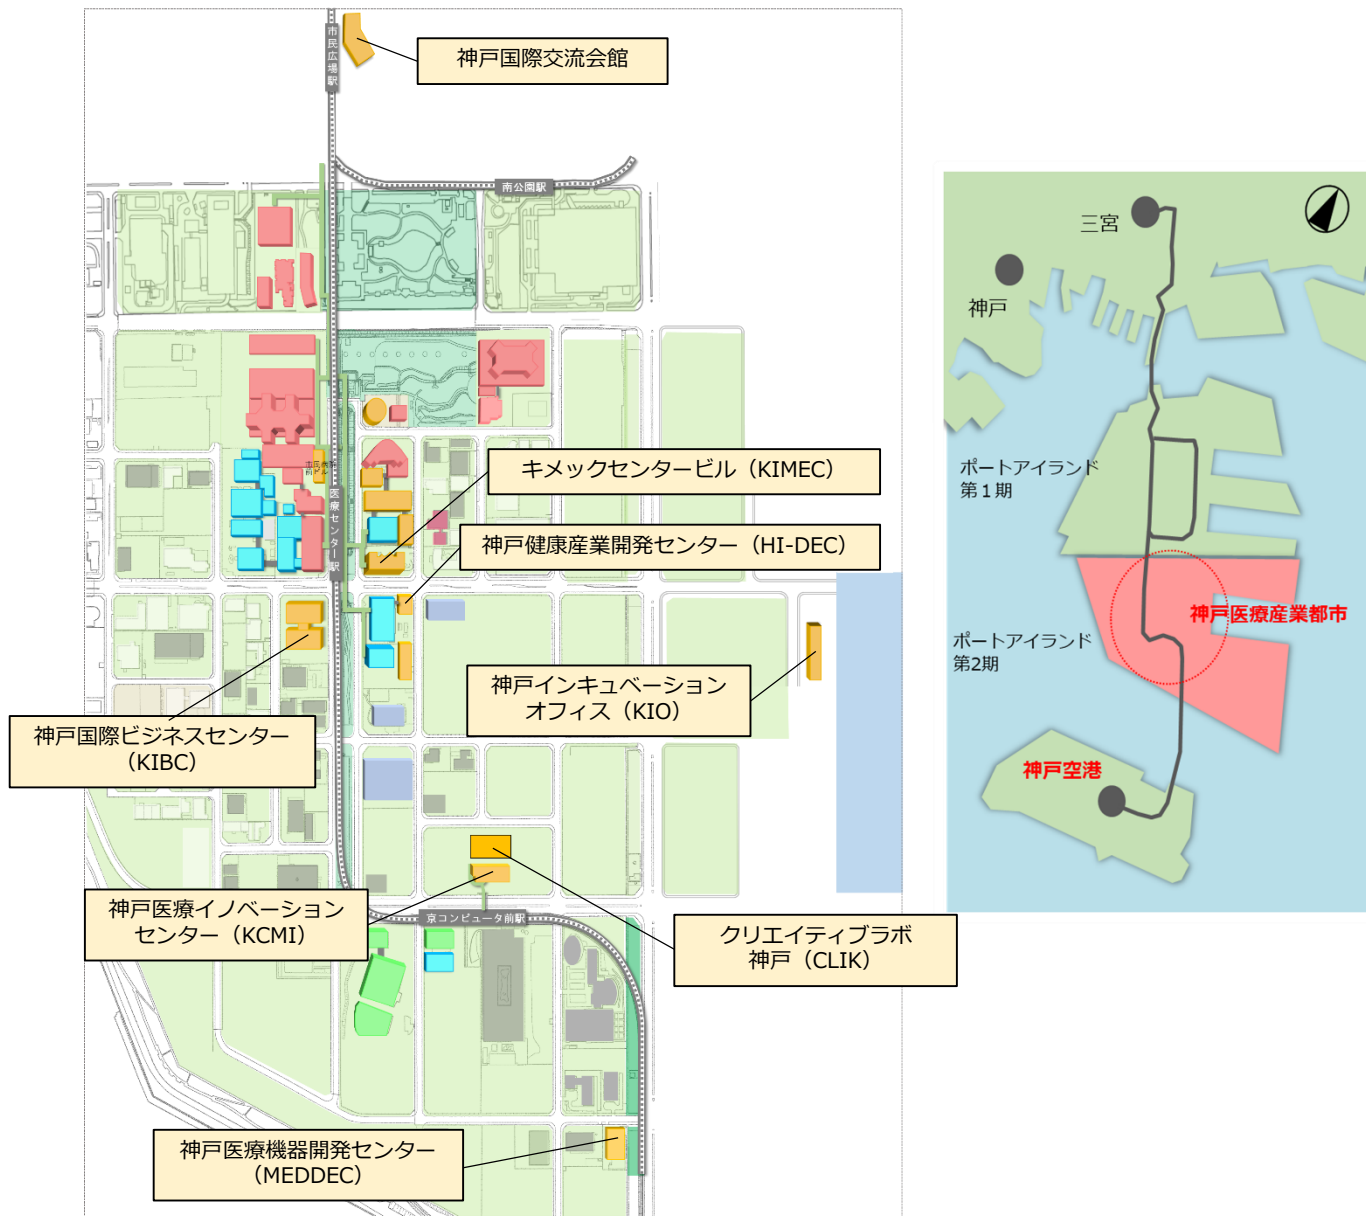 市民広場駅
神戸国際交流会館
南公園駅
キメックセンタービル（KIMEC）
医療センター駅
神戸健康産業開発センター（HI-DEC）
神戸インキュベーション
オフィス（KIO）
神戸国際ビジネスセンター
（KIBC）
神戸医療イノベーション
センター（KCMI）
京コンピュータ前駅
クリエイティブラボ
神戸（CLIK）
神戸医療機器開発センター
（MEDDEC）
三宮
神戸
ポートアイランド
第１期
神戸医療産業都市
ポートアイランド
第2期
神戸空港